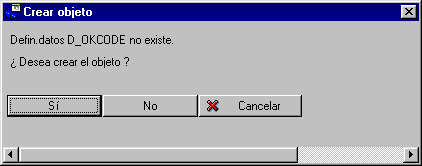 Crear objeto
Defin.datos D_OKCODE no existe.
¿ Desea crear el objeto ?
Sí No Cancelar